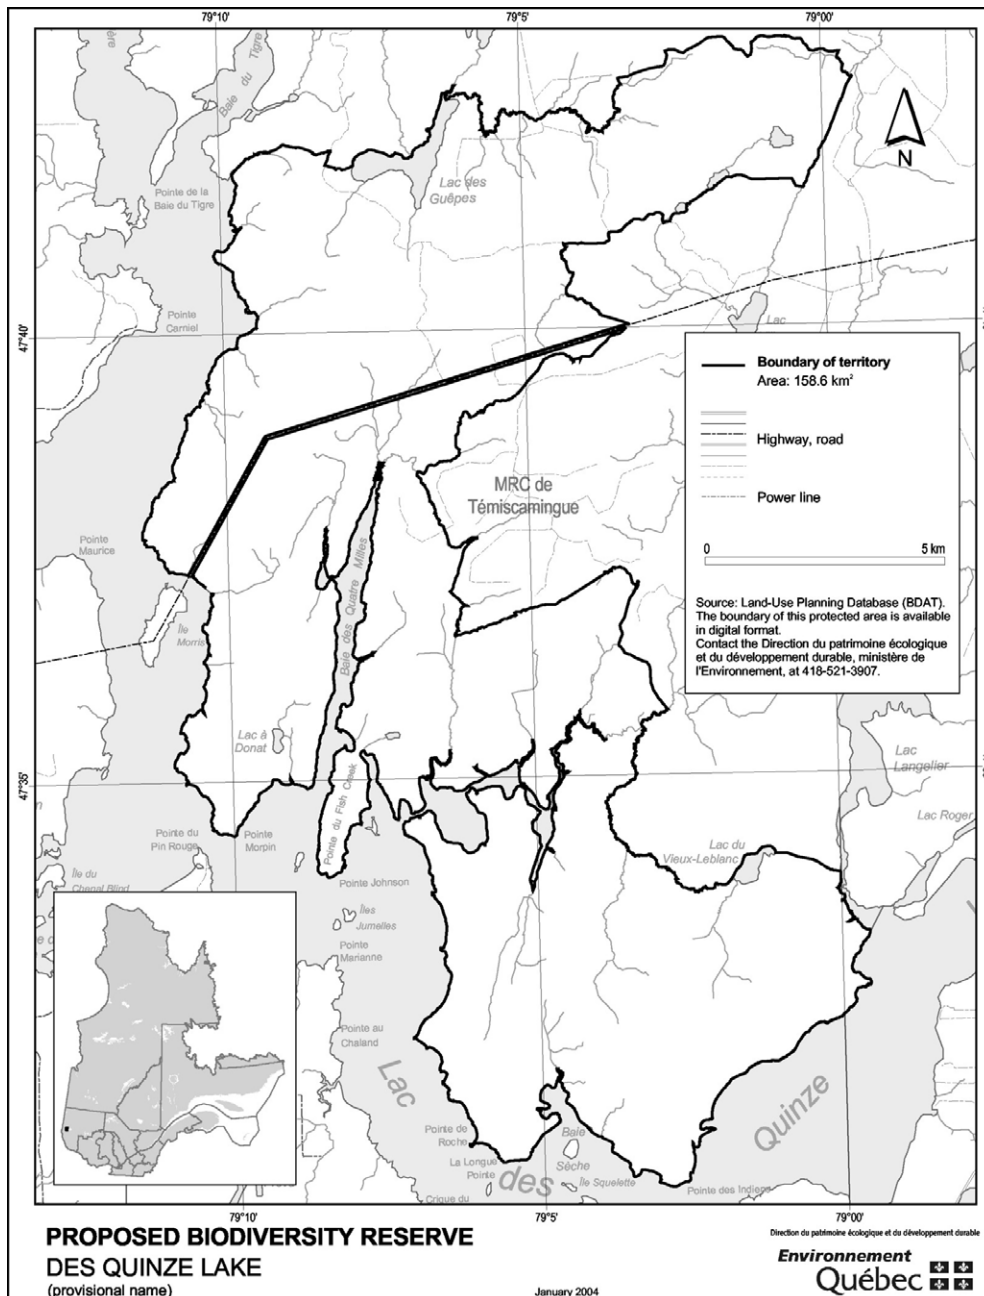 79°10'
79°5'
79°00'
Baie du Tigre
N
Lac des
Guêpes
Pointe de la
Baie du Tigre
Pointe
Carniel
47°40'
Lac
Boundary of territory
Area: 158.6 km²
Highway, road
Power line
0
5 km
Source: Land-Use Planning Database (BDAT).
The boundary of this protected area is available
in digital format.
Contact the Direction du patrimoine écologique
et du développement durable, ministère de
l'Environnement, at 418-521-3907.
MRC de
Témiscamingue
Pointe
Maurice
Île
Morris
Baie des Quatre Milles
Lac à
Donat
47°35'
Pointe du Fish Creek
Lac
Langelier
Lac Roger
Pointe du
Pin Rouge
Pointe
Morpin
Lac du
Vieux-Leblanc
Île du
Chenal Blind
Pointe Johnson
Îles
Jumelles
Pointe
Marianne
Pointe au
Chaland
Lac
des
Quinze
Pointe de
Roche
La Longue
Pointe
Crique du
Baie
Sèche
Île Squelette
Pointe des Indiens
79°10'
79°5'
79°00'
PROPOSED BIODIVERSITY RESERVE
DES QUINZE LAKE
(provisional name)
January 2004
Direction du patrimoine écologique et du développement durable
Environnement
Québec